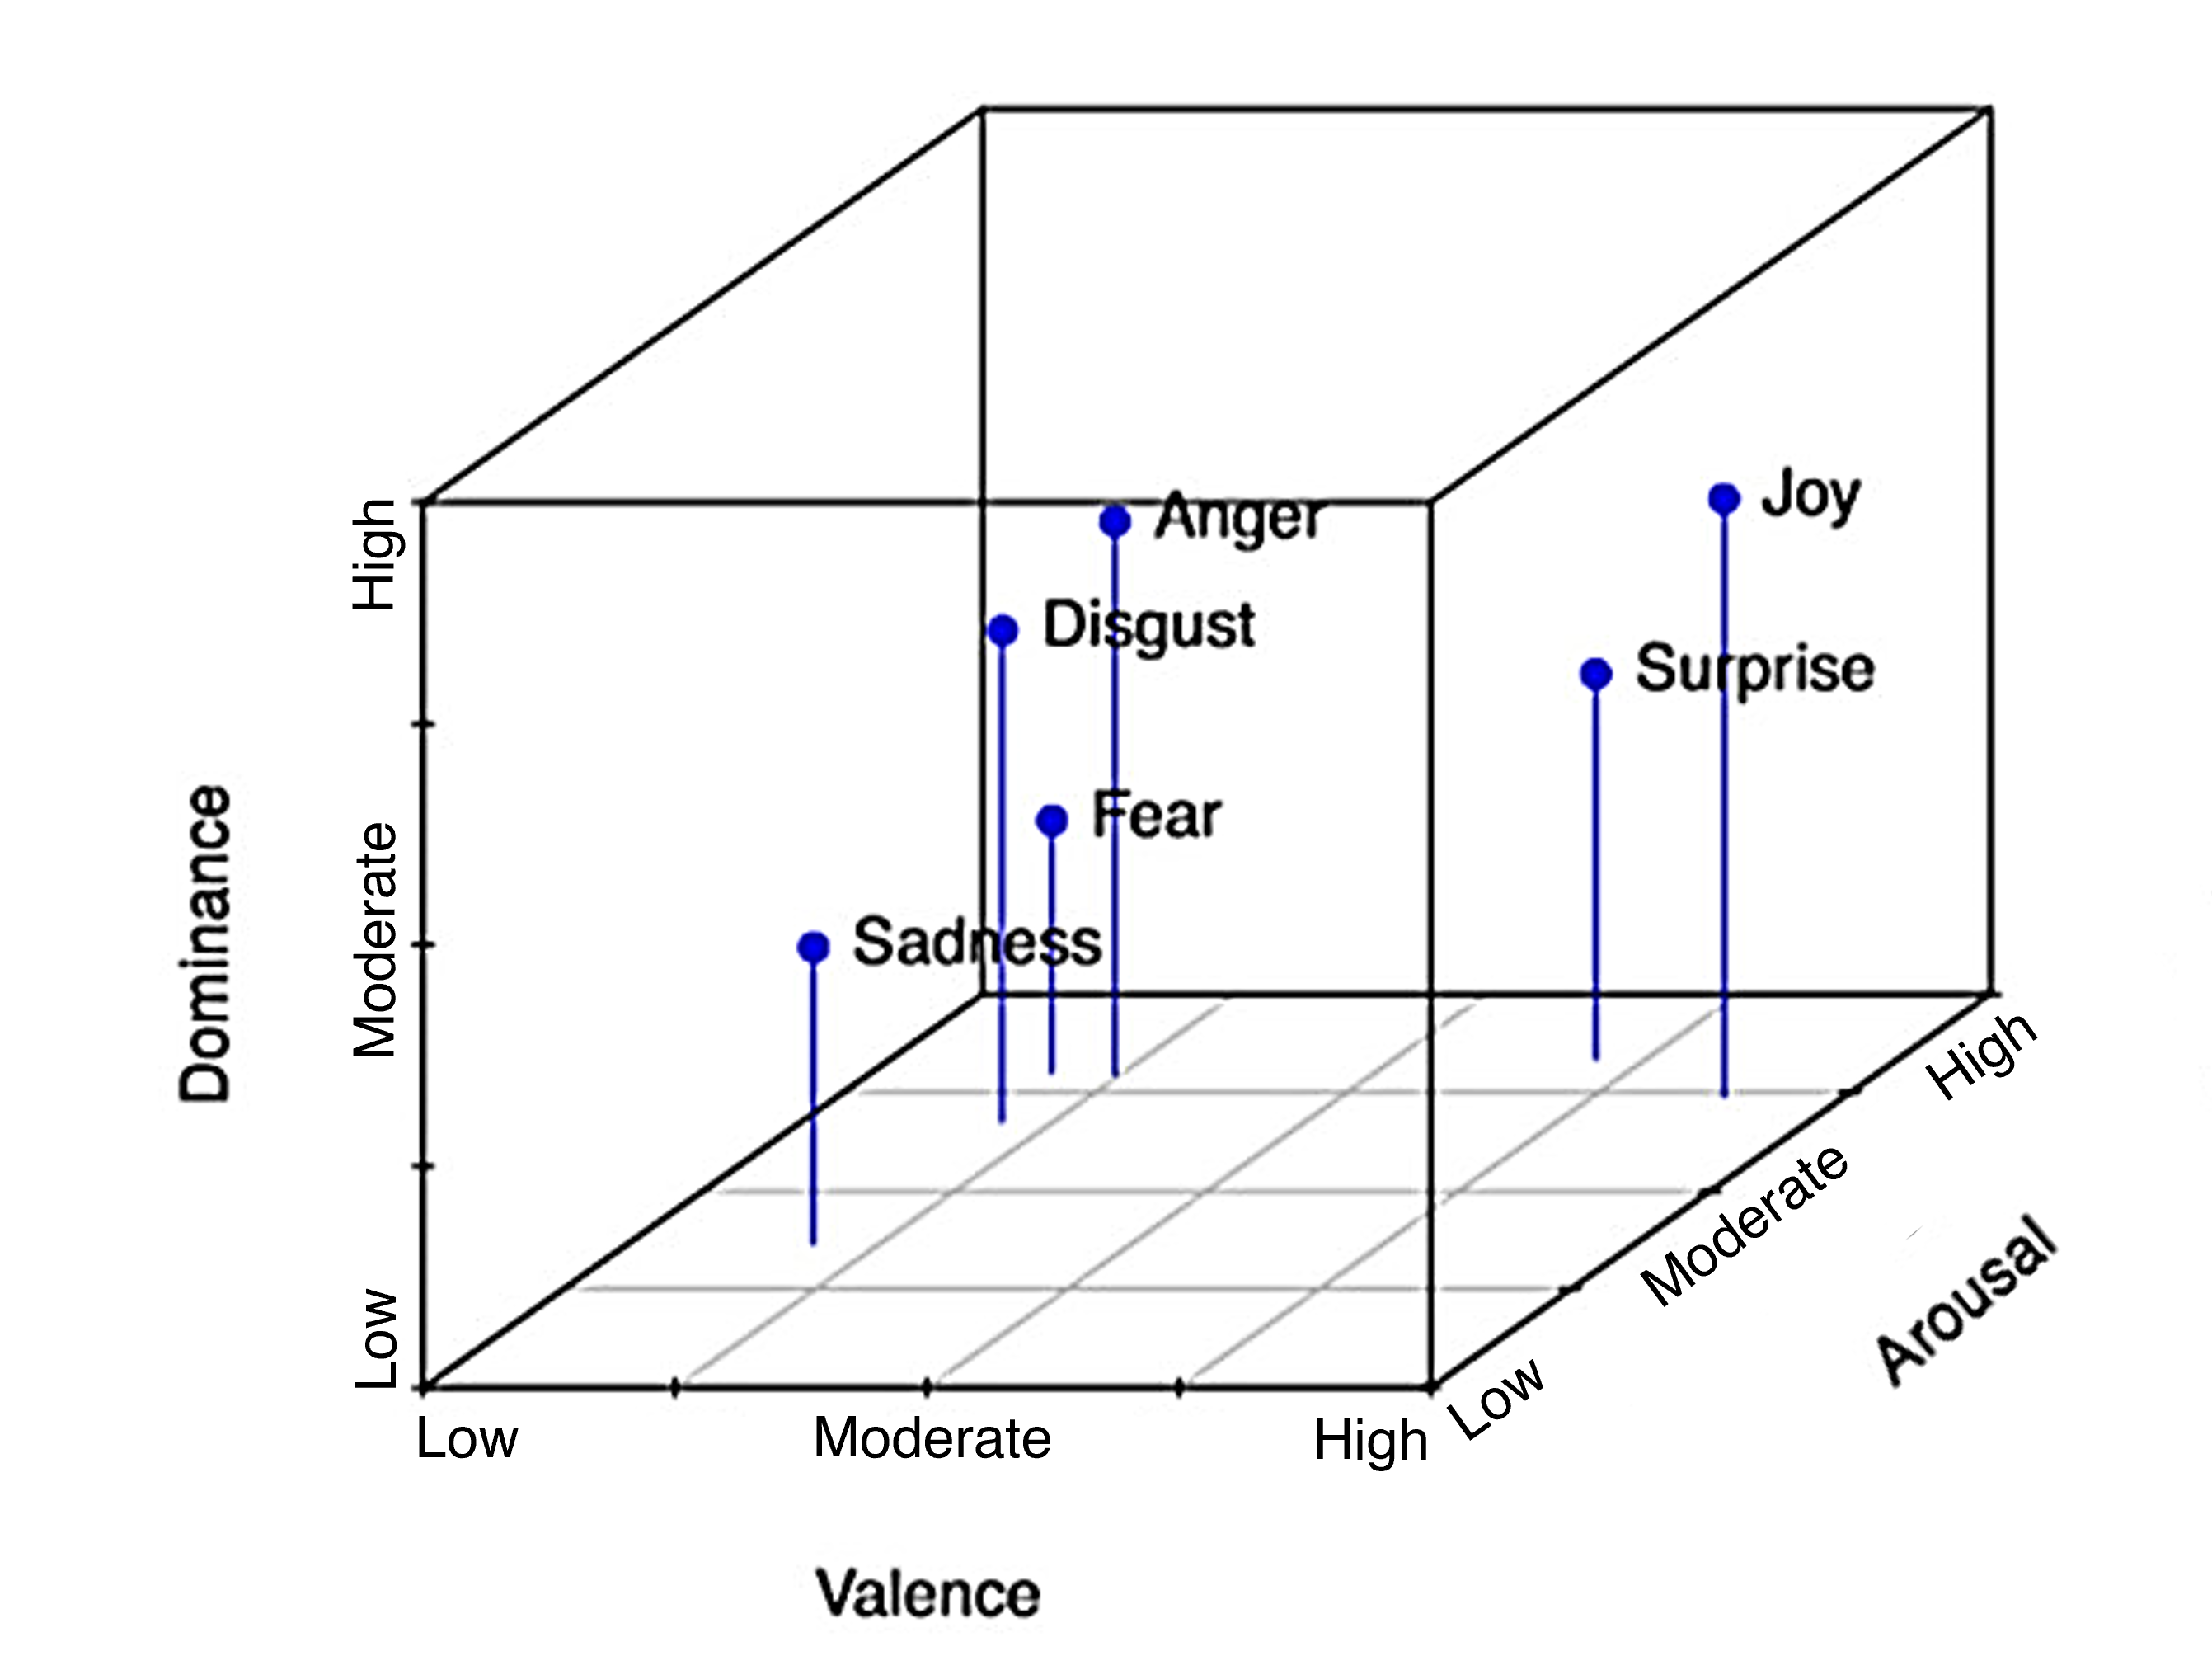 Anger
Joy
Disgust
Surprise
Fear
Sadness
Dominance
High
Moderate
Low
Low
Moderate
High
Valence
Low
Moderate
High
Arousal